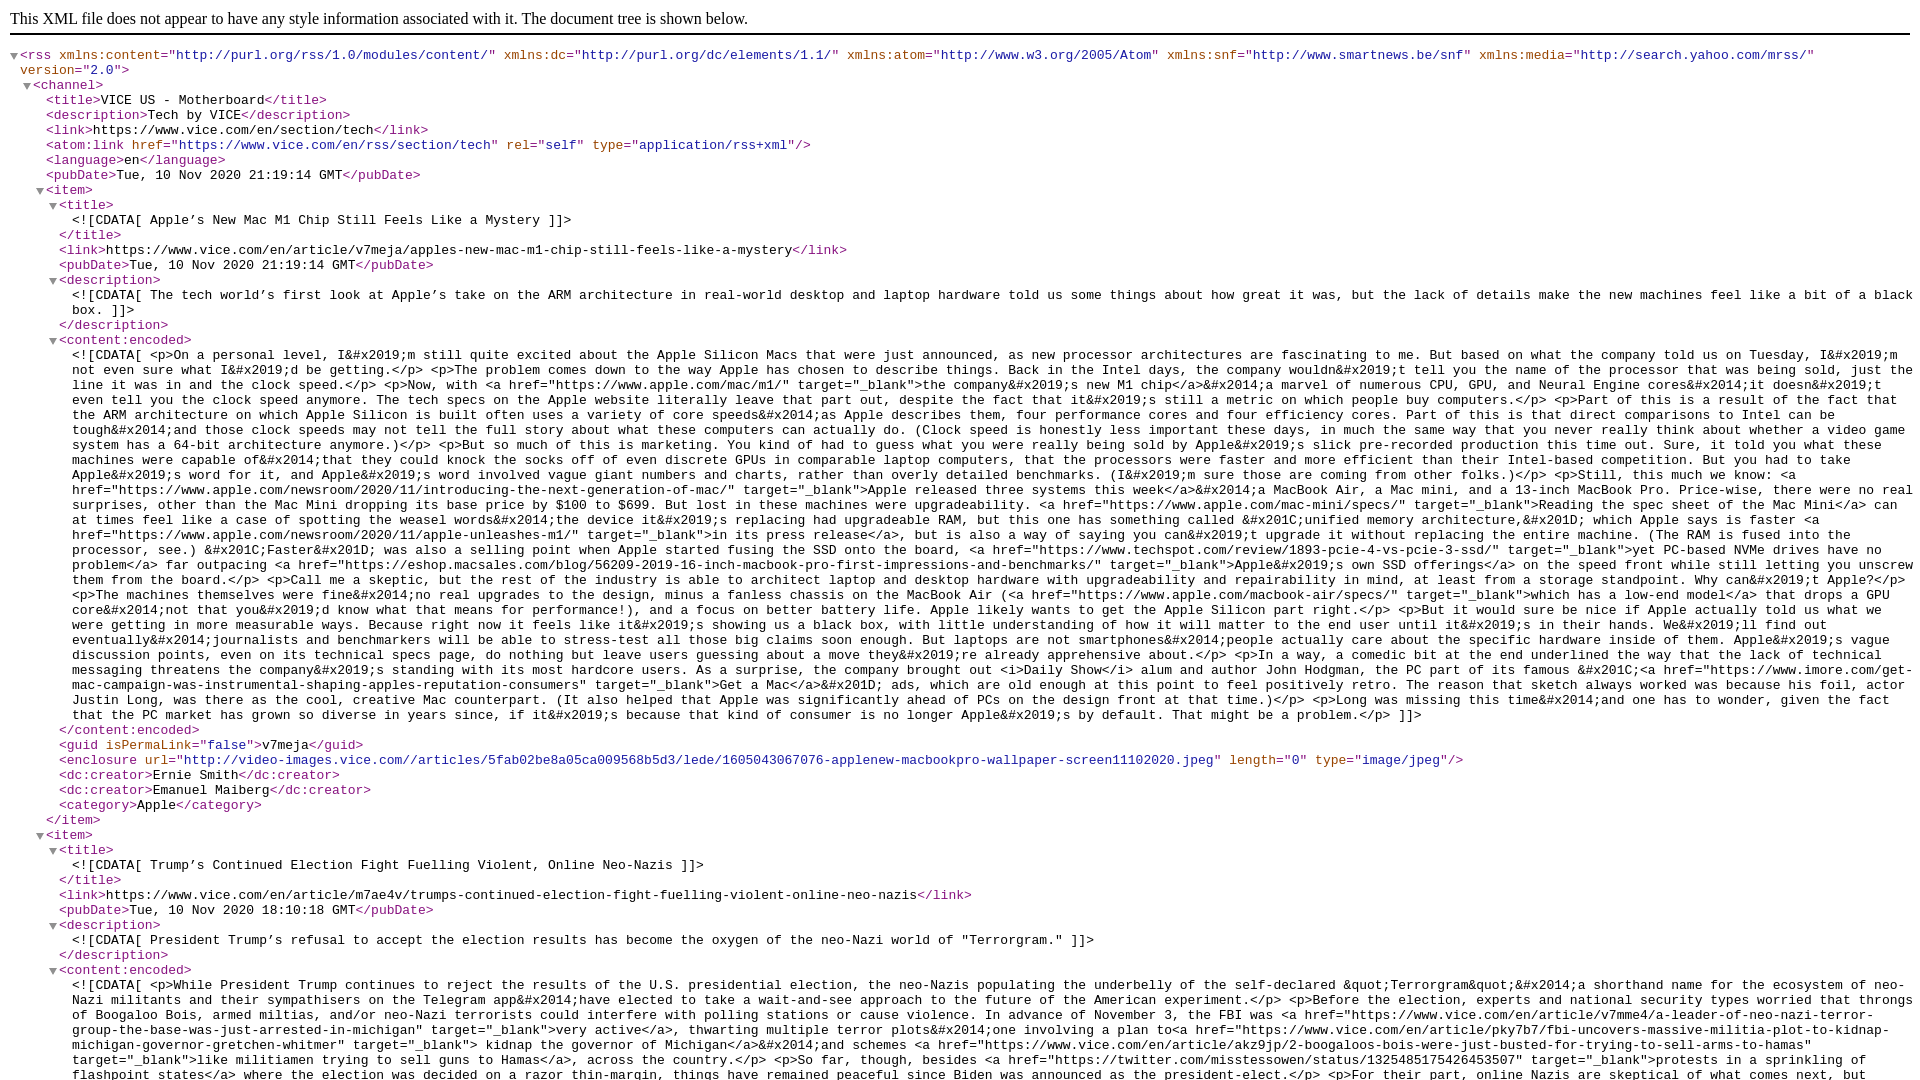 This XML file does not appear to have any style information associated with it. The document tree is shown below.
<rss xmlns:content="http://purl.org/rss/1.0/modules/content/" xmlns:dc="http://purl.org/dc/elements/1.1/" xmlns:atom="http://www.w3.org/2005/Atom" xmlns:snf="http://www.smartnews.be/snf" xmlns:media="http://search.yahoo.com/mrss/"
version="2.0">
<channel>
<title>VICE US - Motherboard</title>
<description>Tech by VICE</description>
<link>https://www.vice.com/en/section/tech</link>
<atom:link href="https://www.vice.com/en/rss/section/tech" rel="self" type="application/rss+xml"/>
<language>en</language>
<pubDate>Tue, 10 Nov 2020 21:19:14 GMT</pubDate>
<item>
<title>
<![CDATA[ Apple’s New Mac M1 Chip Still Feels Like a Mystery ]]>
</title>
<link>https://www.vice.com/en/article/v7meja/apples-new-mac-m1-chip-still-feels-like-a-mystery</link>
<pubDate>Tue, 10 Nov 2020 21:19:14 GMT</pubDate>
<description>
<![CDATA[ The tech world’s first look at Apple’s take on the ARM architecture in real-world desktop and laptop hardware told us some things about how great it was, but the lack of details make the new machines feel like a bit of a black
box. ]]>
</description>
<content:encoded>
<![CDATA[ <p>On a personal level, I&#x2019;m still quite excited about the Apple Silicon Macs that were just announced, as new processor architectures are fascinating to me. But based on what the company told us on Tuesday, I&#x2019;m
not even sure what I&#x2019;d be getting.</p> <p>The problem comes down to the way Apple has chosen to describe things. Back in the Intel days, the company wouldn&#x2019;t tell you the name of the processor that was being sold, just the
line it was in and the clock speed.</p> <p>Now, with <a href="https://www.apple.com/mac/m1/" target="_blank">the company&#x2019;s new M1 chip</a>&#x2014;a marvel of numerous CPU, GPU, and Neural Engine cores&#x2014;it doesn&#x2019;t
even tell you the clock speed anymore. The tech specs on the Apple website literally leave that part out, despite the fact that it&#x2019;s still a metric on which people buy computers.</p> <p>Part of this is a result of the fact that
the ARM architecture on which Apple Silicon is built often uses a variety of core speeds&#x2014;as Apple describes them, four performance cores and four efficiency cores. Part of this is that direct comparisons to Intel can be
tough&#x2014;and those clock speeds may not tell the full story about what these computers can actually do. (Clock speed is honestly less important these days, in much the same way that you never really think about whether a video game
system has a 64-bit architecture anymore.)</p> <p>But so much of this is marketing. You kind of had to guess what you were really being sold by Apple&#x2019;s slick pre-recorded production this time out. Sure, it told you what these
machines were capable of&#x2014;that they could knock the socks off of even discrete GPUs in comparable laptop computers, that the processors were faster and more efficient than their Intel-based competition. But you had to take
Apple&#x2019;s word for it, and Apple&#x2019;s word involved vague giant numbers and charts, rather than overly detailed benchmarks. (I&#x2019;m sure those are coming from other folks.)</p> <p>Still, this much we know: <a
href="https://www.apple.com/newsroom/2020/11/introducing-the-next-generation-of-mac/" target="_blank">Apple released three systems this week</a>&#x2014;a MacBook Air, a Mac mini, and a 13-inch MacBook Pro. Price-wise, there were no real
surprises, other than the Mac Mini dropping its base price by $100 to $699. But lost in these machines were upgradeability. <a href="https://www.apple.com/mac-mini/specs/" target="_blank">Reading the spec sheet of the Mac Mini</a> can
at times feel like a case of spotting the weasel words&#x2014;the device it&#x2019;s replacing had upgradeable RAM, but this one has something called &#x201C;unified memory architecture,&#x201D; which Apple says is faster <a
href="https://www.apple.com/newsroom/2020/11/apple-unleashes-m1/" target="_blank">in its press release</a>, but is also a way of saying you can&#x2019;t upgrade it without replacing the entire machine. (The RAM is fused into the
processor, see.) &#x201C;Faster&#x201D; was also a selling point when Apple started fusing the SSD onto the board, <a href="https://www.techspot.com/review/1893-pcie-4-vs-pcie-3-ssd/" target="_blank">yet PC-based NVMe drives have no
problem</a> far outpacing <a href="https://eshop.macsales.com/blog/56209-2019-16-inch-macbook-pro-first-impressions-and-benchmarks/" target="_blank">Apple&#x2019;s own SSD offerings</a> on the speed front while still letting you unscrew
them from the board.</p> <p>Call me a skeptic, but the rest of the industry is able to architect laptop and desktop hardware with upgradeability and repairability in mind, at least from a storage standpoint. Why can&#x2019;t Apple?</p>
<p>The machines themselves were fine&#x2014;no real upgrades to the design, minus a fanless chassis on the MacBook Air (<a href="https://www.apple.com/macbook-air/specs/" target="_blank">which has a low-end model</a> that drops a GPU
core&#x2014;not that you&#x2019;d know what that means for performance!), and a focus on better battery life. Apple likely wants to get the Apple Silicon part right.</p> <p>But it would sure be nice if Apple actually told us what we
were getting in more measurable ways. Because right now it feels like it&#x2019;s showing us a black box, with little understanding of how it will matter to the end user until it&#x2019;s in their hands. We&#x2019;ll find out
eventually&#x2014;journalists and benchmarkers will be able to stress-test all those big claims soon enough. But laptops are not smartphones&#x2014;people actually care about the specific hardware inside of them. Apple&#x2019;s vague
discussion points, even on its technical specs page, do nothing but leave users guessing about a move they&#x2019;re already apprehensive about.</p> <p>In a way, a comedic bit at the end underlined the way that the lack of technical
messaging threatens the company&#x2019;s standing with its most hardcore users. As a surprise, the company brought out <i>Daily Show</i> alum and author John Hodgman, the PC part of its famous &#x201C;<a href="https://www.imore.com/get-
mac-campaign-was-instrumental-shaping-apples-reputation-consumers" target="_blank">Get a Mac</a>&#x201D; ads, which are old enough at this point to feel positively retro. The reason that sketch always worked was because his foil, actor
Justin Long, was there as the cool, creative Mac counterpart. (It also helped that Apple was significantly ahead of PCs on the design front at that time.)</p> <p>Long was missing this time&#x2014;and one has to wonder, given the fact
that the PC market has grown so diverse in years since, if it&#x2019;s because that kind of consumer is no longer Apple&#x2019;s by default. That might be a problem.</p> ]]>
</content:encoded>
<guid isPermaLink="false">v7meja</guid>
<enclosure url="http://video-images.vice.com//articles/5fab02be8a05ca009568b5d3/lede/1605043067076-applenew-macbookpro-wallpaper-screen11102020.jpeg" length="0" type="image/jpeg"/>
<dc:creator>Ernie Smith</dc:creator>
<dc:creator>Emanuel Maiberg</dc:creator>
<category>Apple</category>
</item>
<item>
<title>
<![CDATA[ Trump’s Continued Election Fight Fuelling Violent, Online Neo-Nazis ]]>
</title>
<link>https://www.vice.com/en/article/m7ae4v/trumps-continued-election-fight-fuelling-violent-online-neo-nazis</link>
<pubDate>Tue, 10 Nov 2020 18:10:18 GMT</pubDate>
<description>
<![CDATA[ President Trump’s refusal to accept the election results has become the oxygen of the neo-Nazi world of "Terrorgram." ]]>
</description>
<content:encoded>
<![CDATA[ <p>While President Trump continues to reject the results of the U.S. presidential election, the neo-Nazis populating the underbelly of the self-declared &quot;Terrorgram&quot;&#x2014;a shorthand name for the ecosystem of neo-
Nazi militants and their sympathisers on the Telegram app&#x2014;have elected to take a wait-and-see approach to the future of the American experiment.</p> <p>Before the election, experts and national security types worried that throngs
of Boogaloo Bois, armed miltias, and/or neo-Nazi terrorists could interfere with polling stations or cause violence. In advance of November 3, the FBI was <a href="https://www.vice.com/en/article/v7mme4/a-leader-of-neo-nazi-terror-
group-the-base-was-just-arrested-in-michigan" target="_blank">very active</a>, thwarting multiple terror plots&#x2014;one involving a plan to<a href="https://www.vice.com/en/article/pky7b7/fbi-uncovers-massive-militia-plot-to-kidnap-
michigan-governor-gretchen-whitmer" target="_blank"> kidnap the governor of Michigan</a>&#x2014;and schemes <a href="https://www.vice.com/en/article/akz9jp/2-boogaloos-bois-were-just-busted-for-trying-to-sell-arms-to-hamas"
target="_blank">like militiamen trying to sell guns to Hamas</a>, across the country.</p> <p>So far, though, besides <a href="https://twitter.com/misstessowen/status/1325485175426453507" target="_blank">protests in a sprinkling of
flashpoint states</a> where the election was decided on a razor thin-margin, things have remained peaceful since Biden was announced as the president-elect.</p> <p>For their part, online Nazis are skeptical of what comes next, but